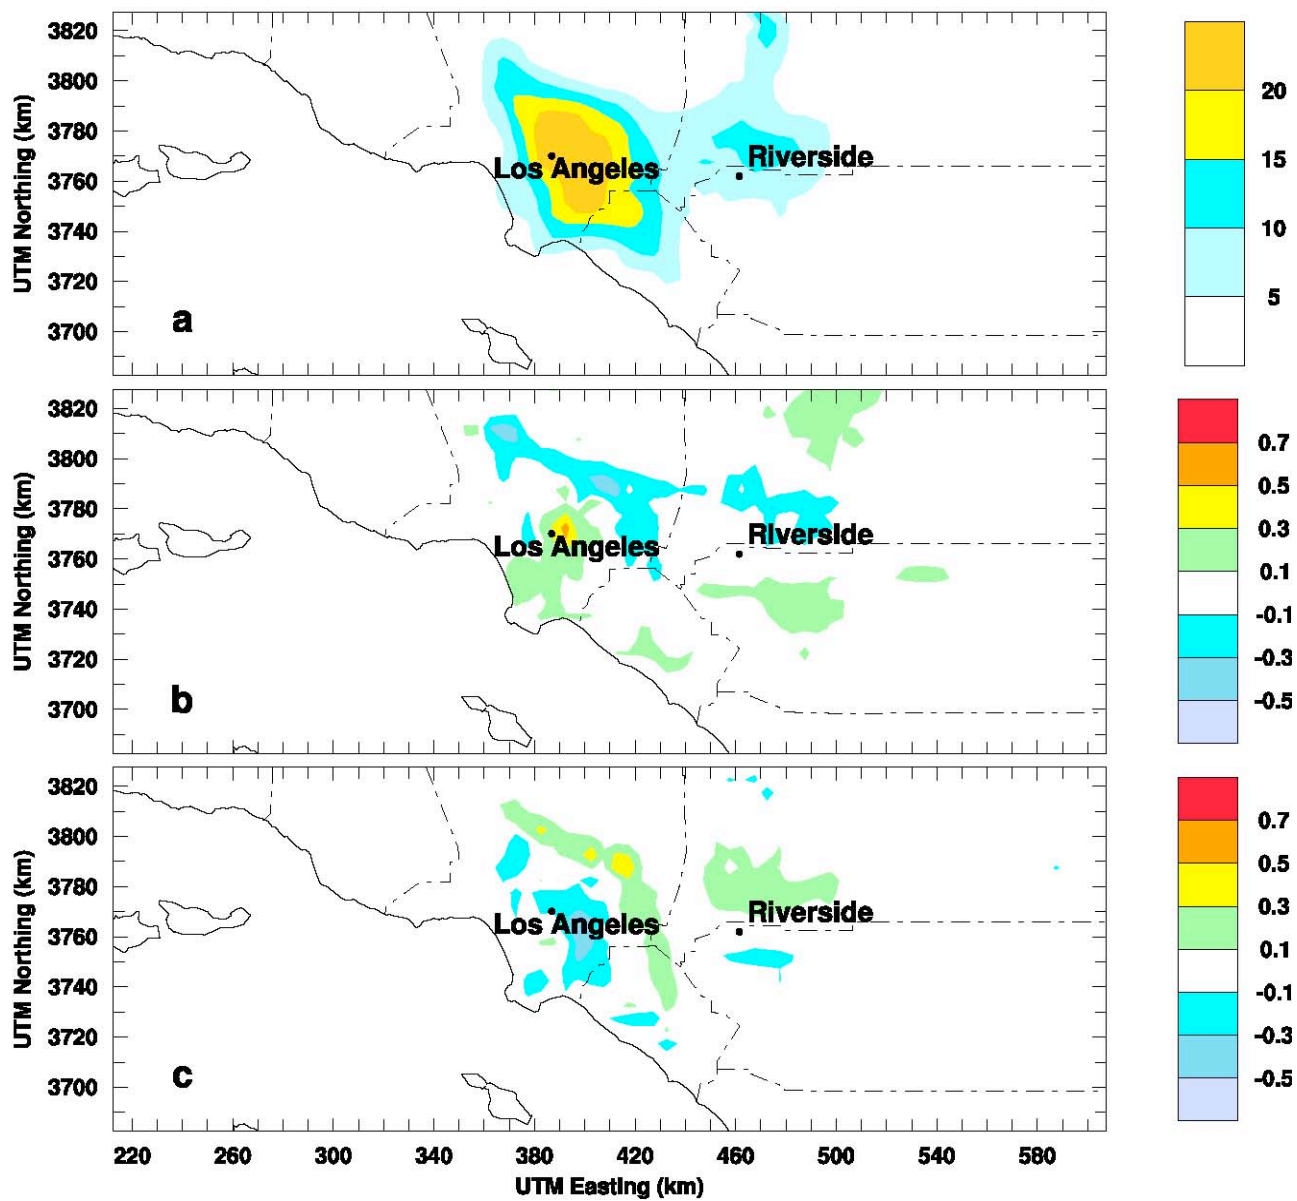 3820
3800
3780
3760
3740
3720
3700
UTM Northing (km)
Los Angeles
Riverside
a
20
15
10
5
3820
3800
3780
3760
3740
3720
3700
UTM Northing (km)
Los Angeles
Riverside
b
0.7
0.5
0.3
0.1
-0.1
-0.3
-0.5
3820
3800
3780
3760
3740
3720
3700
UTM Northing (km)
Los Angeles
Riverside
c
0.7
0.5
0.3
0.1
-0.1
-0.3
-0.5
220 260 300 340 380 420 460 500 540 580
UTM Easting (km)